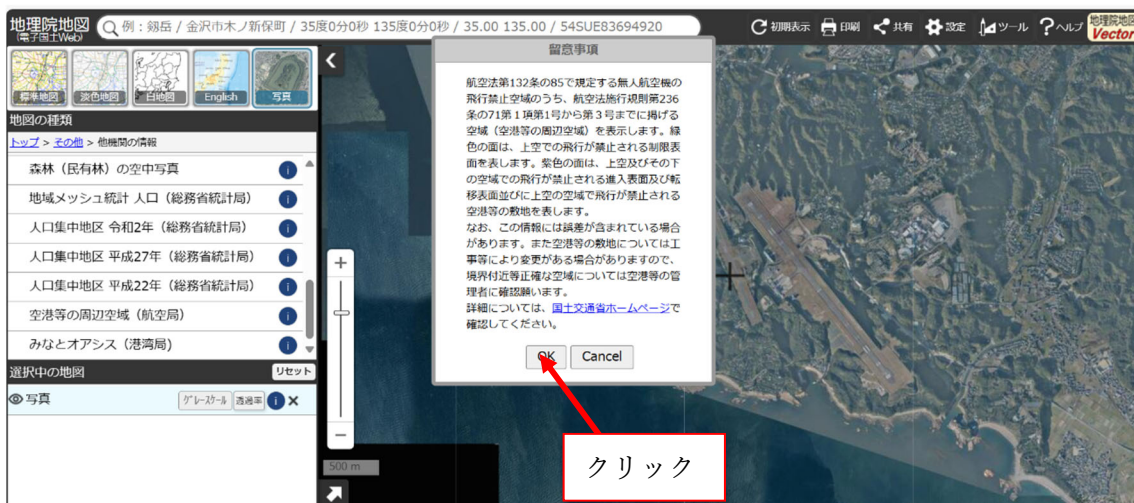 地理院地図
(電子国土Web)
例：剱岳 / 金沢市木ノ新保町 / 35度0分0秒 135度0分0秒 / 35.00 135.00 / 54SUE83694920
初期表示
印刷
共有
設定
ツール
ヘルプ
地理院地図
Vector
標準地図
淡色地図
白地図
English
写真
地図の種類
トップ > その他 > 他機関の情報
森林（民有林）の空中写真
地域メッシュ統計 人口（総務省統計局）
人口集中地区 令和2年（総務省統計局）
人口集中地区 平成27年（総務省統計局）
人口集中地区 平成22年（総務省統計局）
空港等の周辺空域（航空局）
みなとオアシス（港湾局)
選択中の地図
リセット
写真
グレースケール
透過率
留意事項
航空法第132条の85で規定する無人航空機の
飛行禁止空域のうち、航空法施行規則第236
条の71第１項第1号から第３号までに掲げる
空域（空港等の周辺空域）を表示します。緑
色の面は、上空での飛行が禁止される制限表
面を表します。紫色の面は、上空及びその下
の空域での飛行が禁止される進入表面及び転
移表面並びに上空の空域で飛行が禁止される
空港等の敷地を表します。
なお、この情報には誤差が含まれている場合
があります。また空港等の敷地については工
事等により変更がある場合がありますので、
境界付近等正確な空域については空港等の管
理者に確認願います。
詳細については、国土交通省ホームページで
確認してください。
OK
Cancel
クリック
500 m